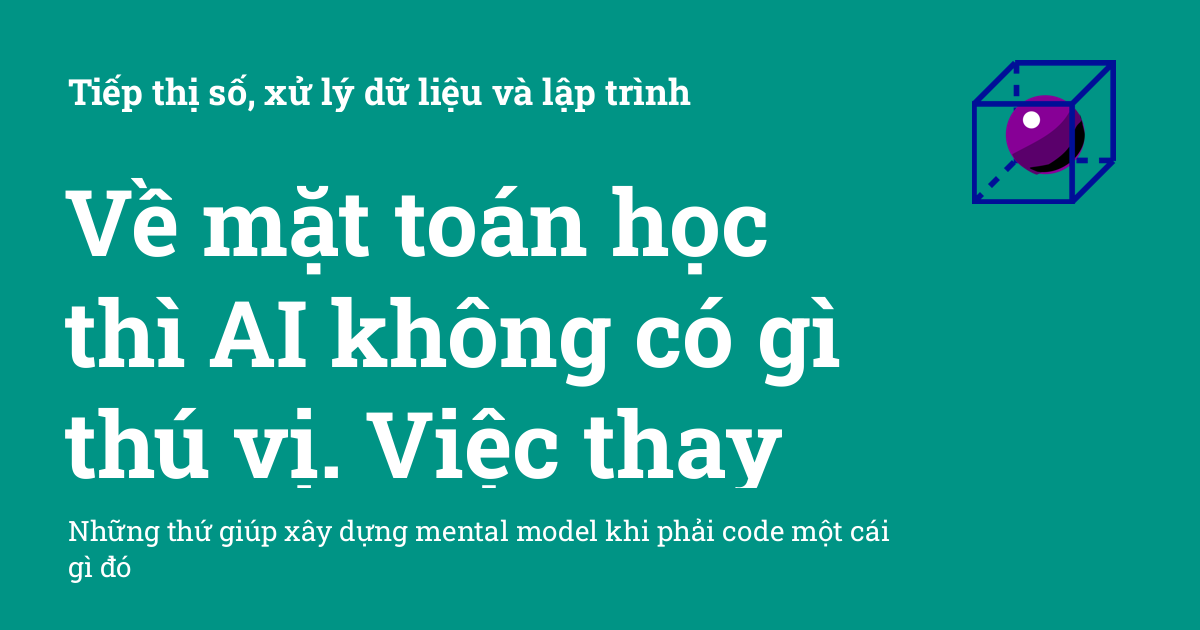 Tiếp thị số, xử lý dữ liệu và lập trình
Về mặt toán học
thì AI không có gì
thú vị. Việc thay
Những thứ giúp xây dựng mental model khi phải code một cái
gì đó